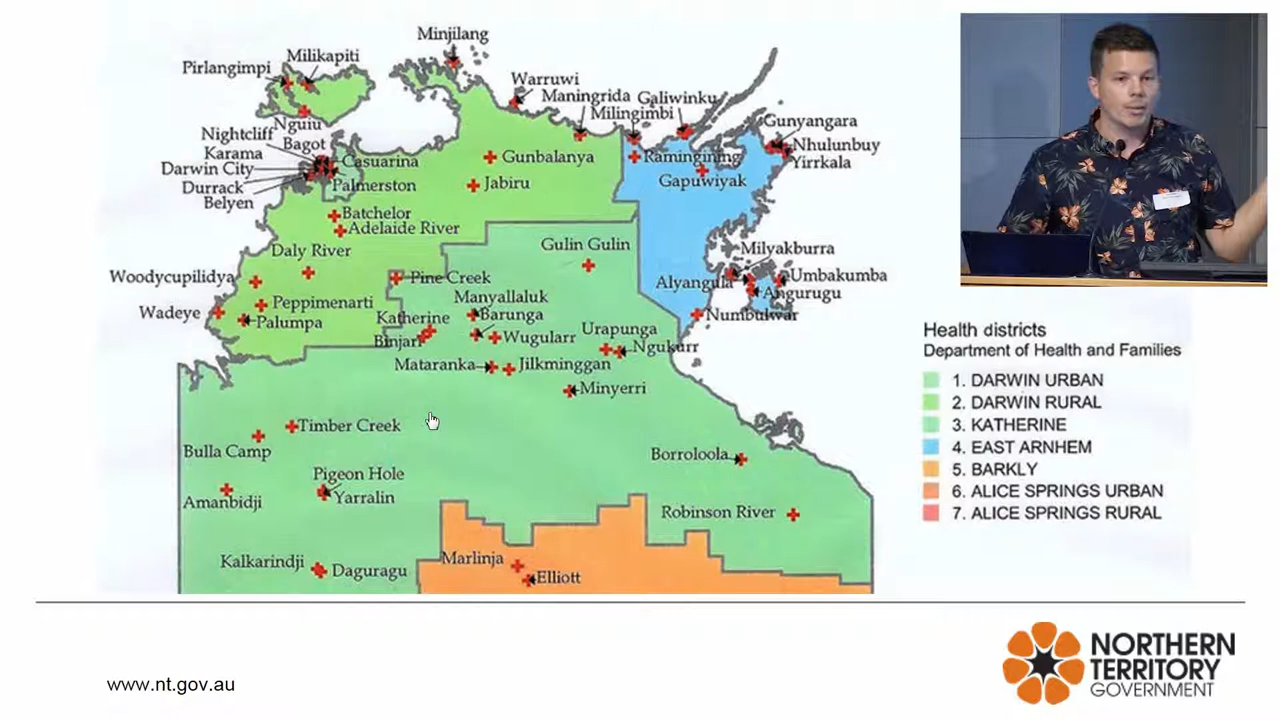 Minjilang
Milikapiti
Pirlangimpi
Warruwi
Maningrida
Galiwinku
Milingimbi
Nguiu
Gunyangara
Nightcliff
Bagot
Nhulunbuy
Karama
Casuarina
Gunbalanya
Ramingining
Yirrkala
Darwin City
Gapuwiyak
Durrack
Palmerston
Jabiru
Belyen
Batchelor
Adelaide River
Daly River
Gulin Gulin
Milyakburra
Woodycupilidya
Pine Creek
Umbakumba
Alyangula
Angurugu
Manyallaluk
Peppimenarti
Wadeye
Katherine
Barunga
Numbulwar
Palumpa
Urapunga
Binjari
Wugularr
Ngukurr
Mataranka
Jilkminggan
Minyerri
Timber Creek
Bulla Camp
Borroloola
Pigeon Hole
Yarralin
Amanbidji
Robinson River
Marlinja
Kalkarindji
Daguragu
Elliott
Health districts
Department of Health and Families
1. DARWIN URBAN
2. DARWIN RURAL
3. KATHERINE
4. EAST ARNHEM
5. BARKLY
6. ALICE SPRINGS URBAN
7. ALICE SPRINGS RURAL
www.nt.gov.au
NORTHERN
TERRITORY
GOVERNMENT